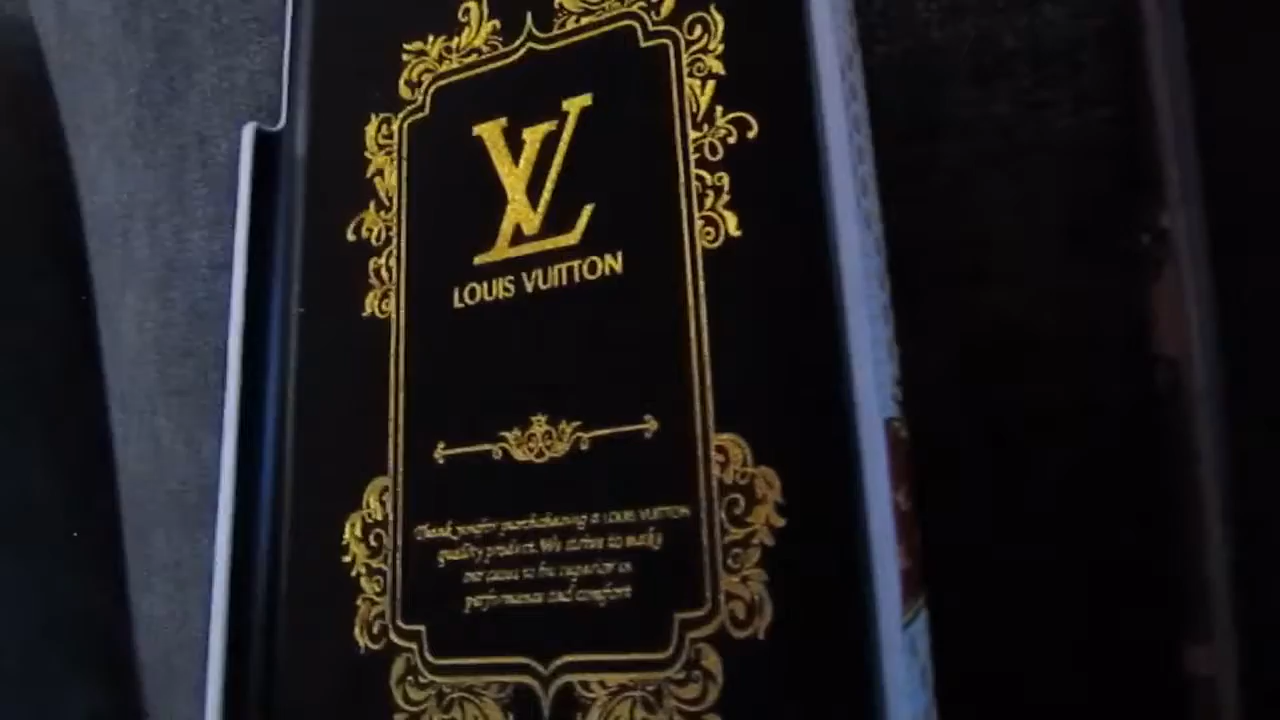 LV
LOUIS VUITTON
Thank you for purchasing a LOUIS VUITTON
quality product. We strive to make
our cases to be superior in
performance and comfort